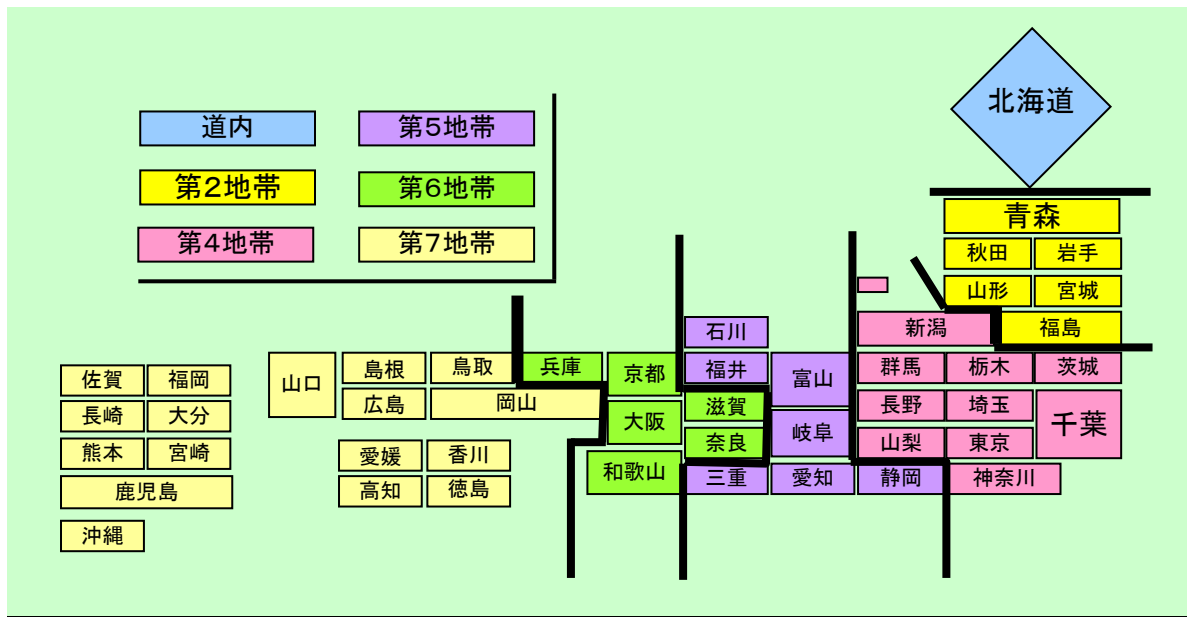 北海道
道内
第5地帯
第2地帯
第6地帯
第4地帯
第7地帯
青森
秋田
岩手
山形
宮城
新潟
福島
石川
佐賀
福岡
山口
島根
鳥取
兵庫
京都
福井
富山
群馬
栃木
茨城
長崎
大分
広島
岡山
大阪
滋賀
岐阜
長野
埼玉
千葉
熊本
宮崎
愛媛
香川
奈良
山梨
東京
鹿児島
高知
徳島
和歌山
三重
愛知
静岡
神奈川
沖縄